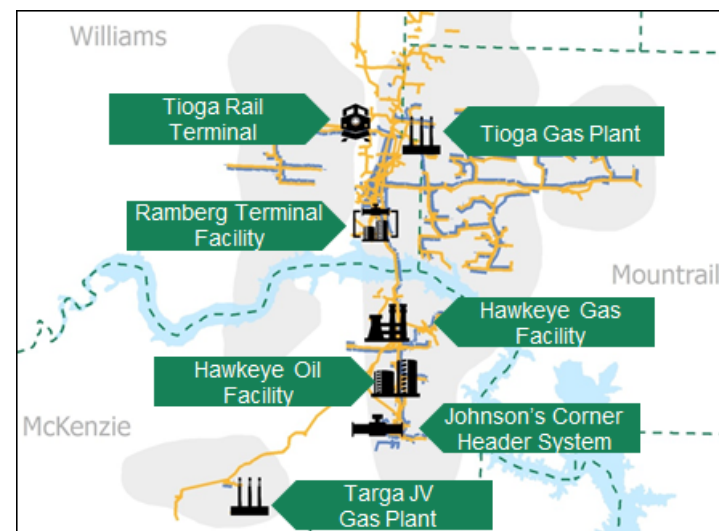 Williams
Tioga Rail
Terminal
Tioga Gas Plant
Ramberg Terminal
Facility
Mountrail
Hawkeye Gas
Facility
Hawkeye Oil
Facility
McKenzie
Johnson's Corner
Header System
Targa JV
Gas Plant